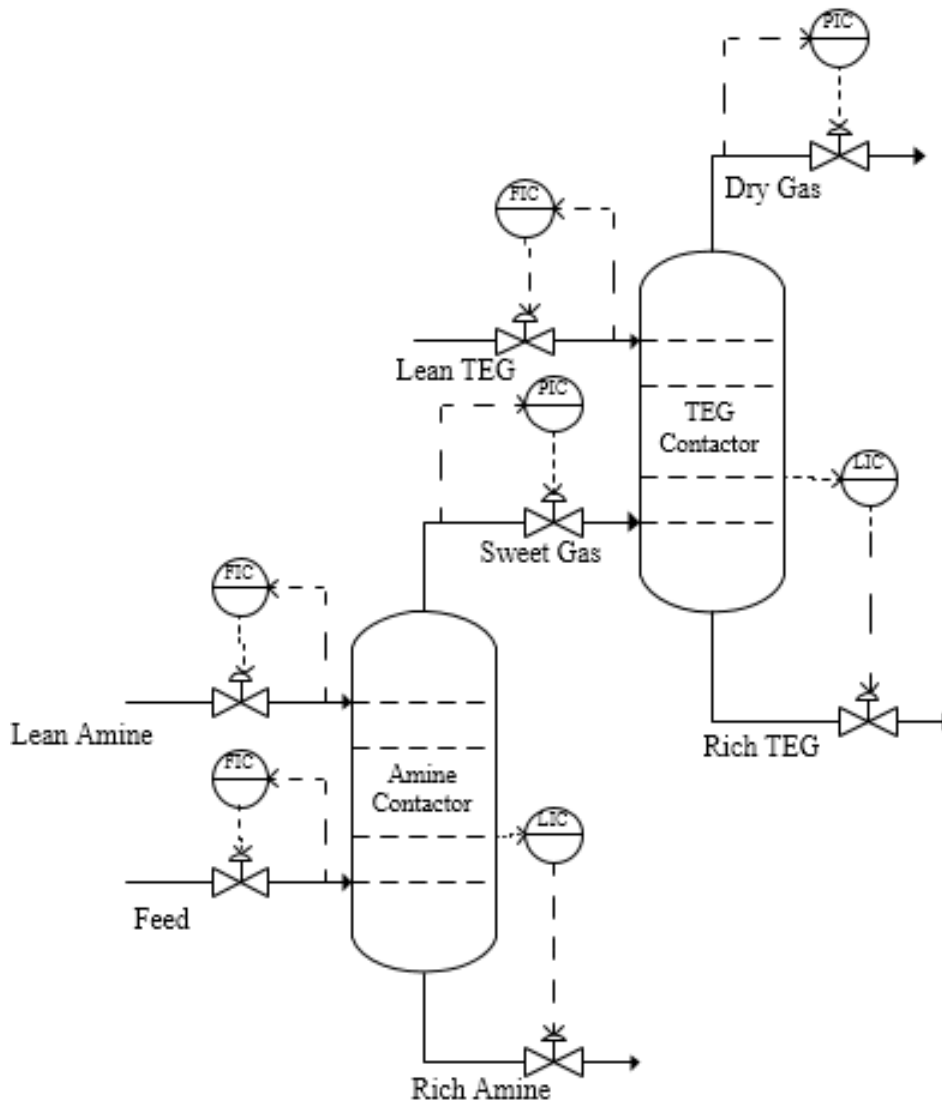 PIC
Dry Gas
FIC
Lean TEG
PIC
TEG
Contactor
LIC
Sweet Gas
FIC
Lean Amine
Rich TEG
FIC
Amine
Contactor
LIC
Feed
Rich Amine